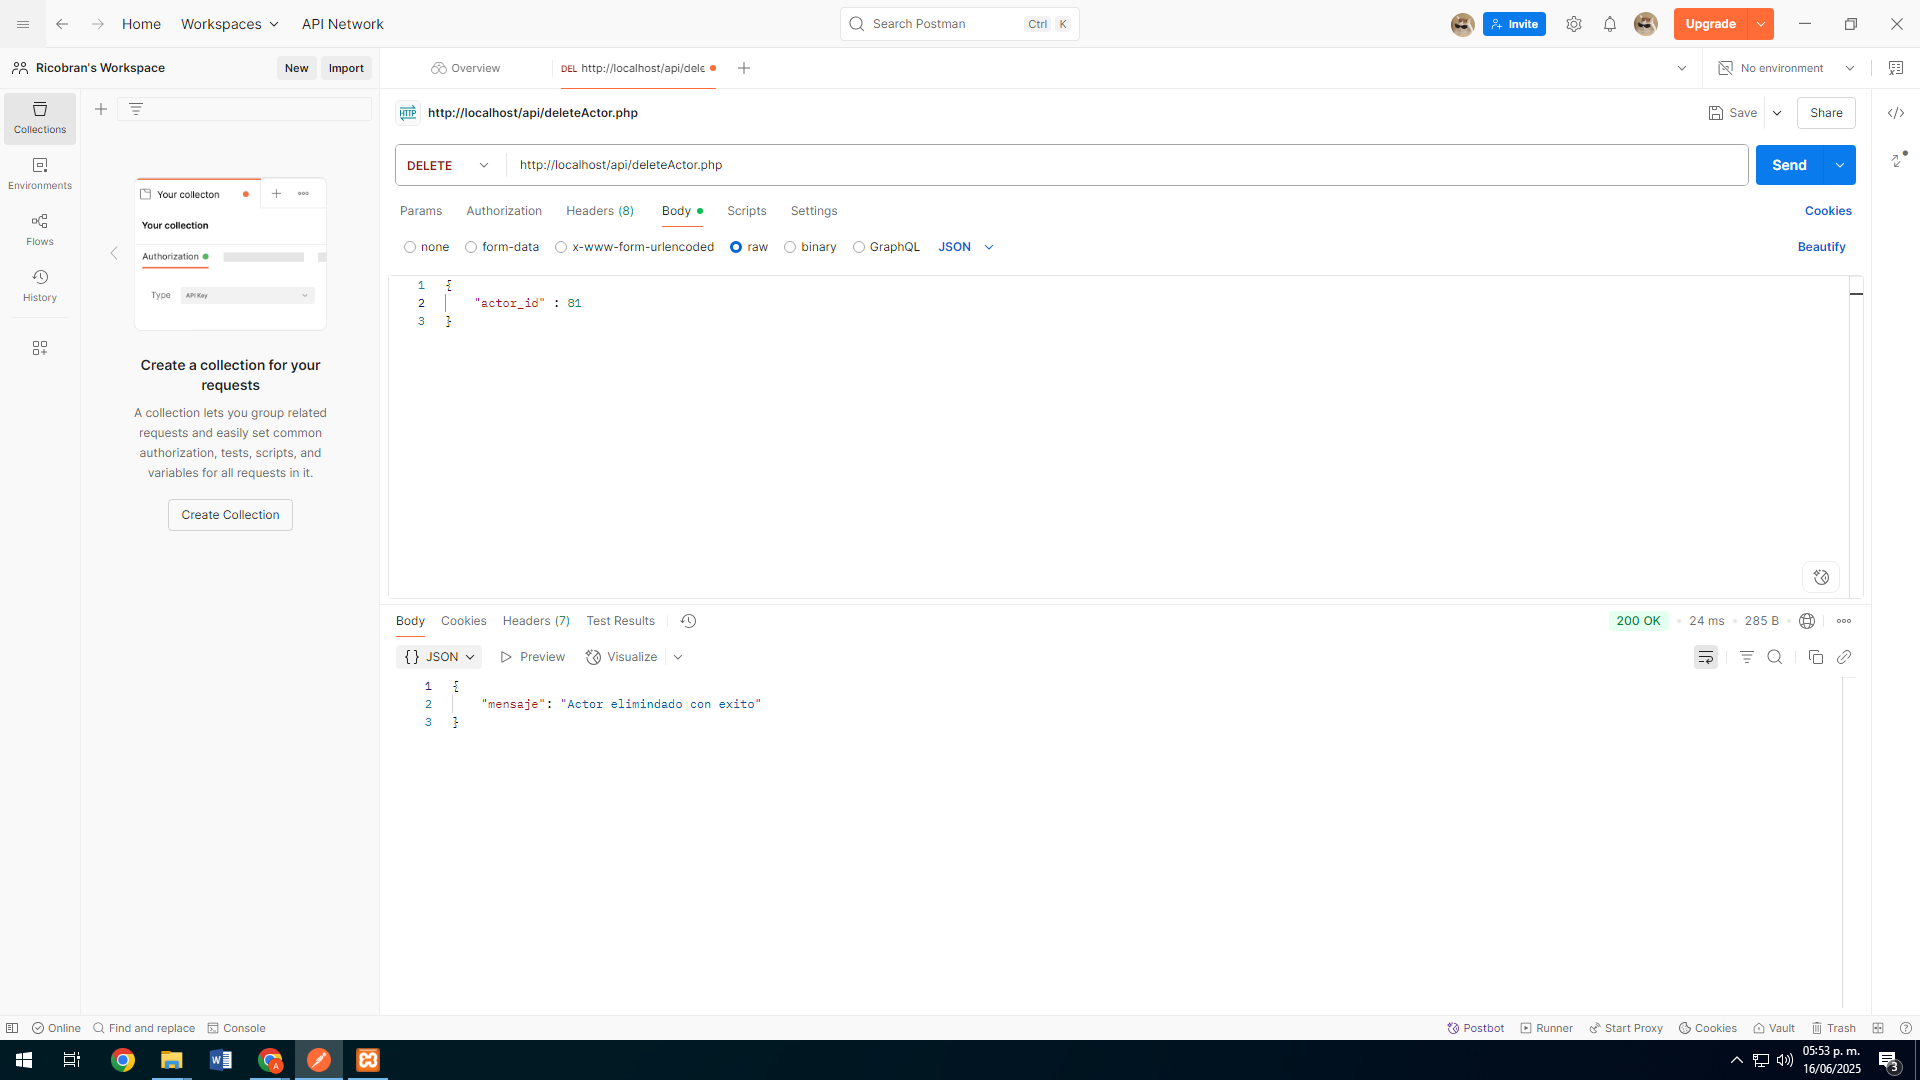 Home Workspaces API Network Search Postman Ctrl K Invite Upgrade
Ricobran's Workspace New Import Overview DEL http://localhost/api/dele No environment
Collections
Environments
Flows
History
Your collecton
Your collection
Authorization
Type API Key
Create a collection for your
requests
A collection lets you group related
requests and easily set common
authorization, tests, scripts, and
variables for all requests in it.
Create Collection
HTTP http://localhost/api/deleteActor.php Save Share
DELETE http://localhost/api/deleteActor.php Send
Params Authorization Headers (8) Body Scripts Settings Cookies
none form-data x-www-form-urlencoded raw binary GraphQL JSON Beautify
1 {
2 "actor_id" : 81
3 }
Body Cookies Headers (7) Test Results 200 OK 24 ms 285 B
{} JSON Preview Visualize
1 {
2 "mensaje": "Actor elimindado con exito"
3 }
Online Find and replace Console Postbot Runner Start Proxy Cookies Vault Trash
05:53 p. m.
16/06/2025
3